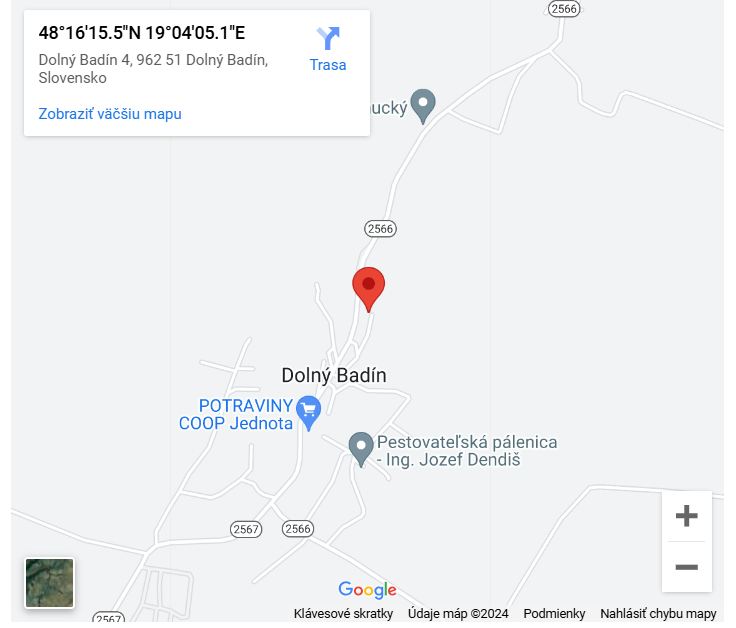 2566
48°16'15.5"N 19°04'05.1"E
Dolný Badín 4, 962 51 Dolný Badín,
Slovensko
Trasa
Zobraziť väčšiu mapu
ucký
2566
Dolný Badín
POTRAVINY
COOP Jednota
Pestovateľská pálenica
- Ing. Jozef Dendiš
2567
2566
Google
2567
Klávesové skratky
Údaje máp ©2024
Podmienky
Nahlásiť chybu mapy